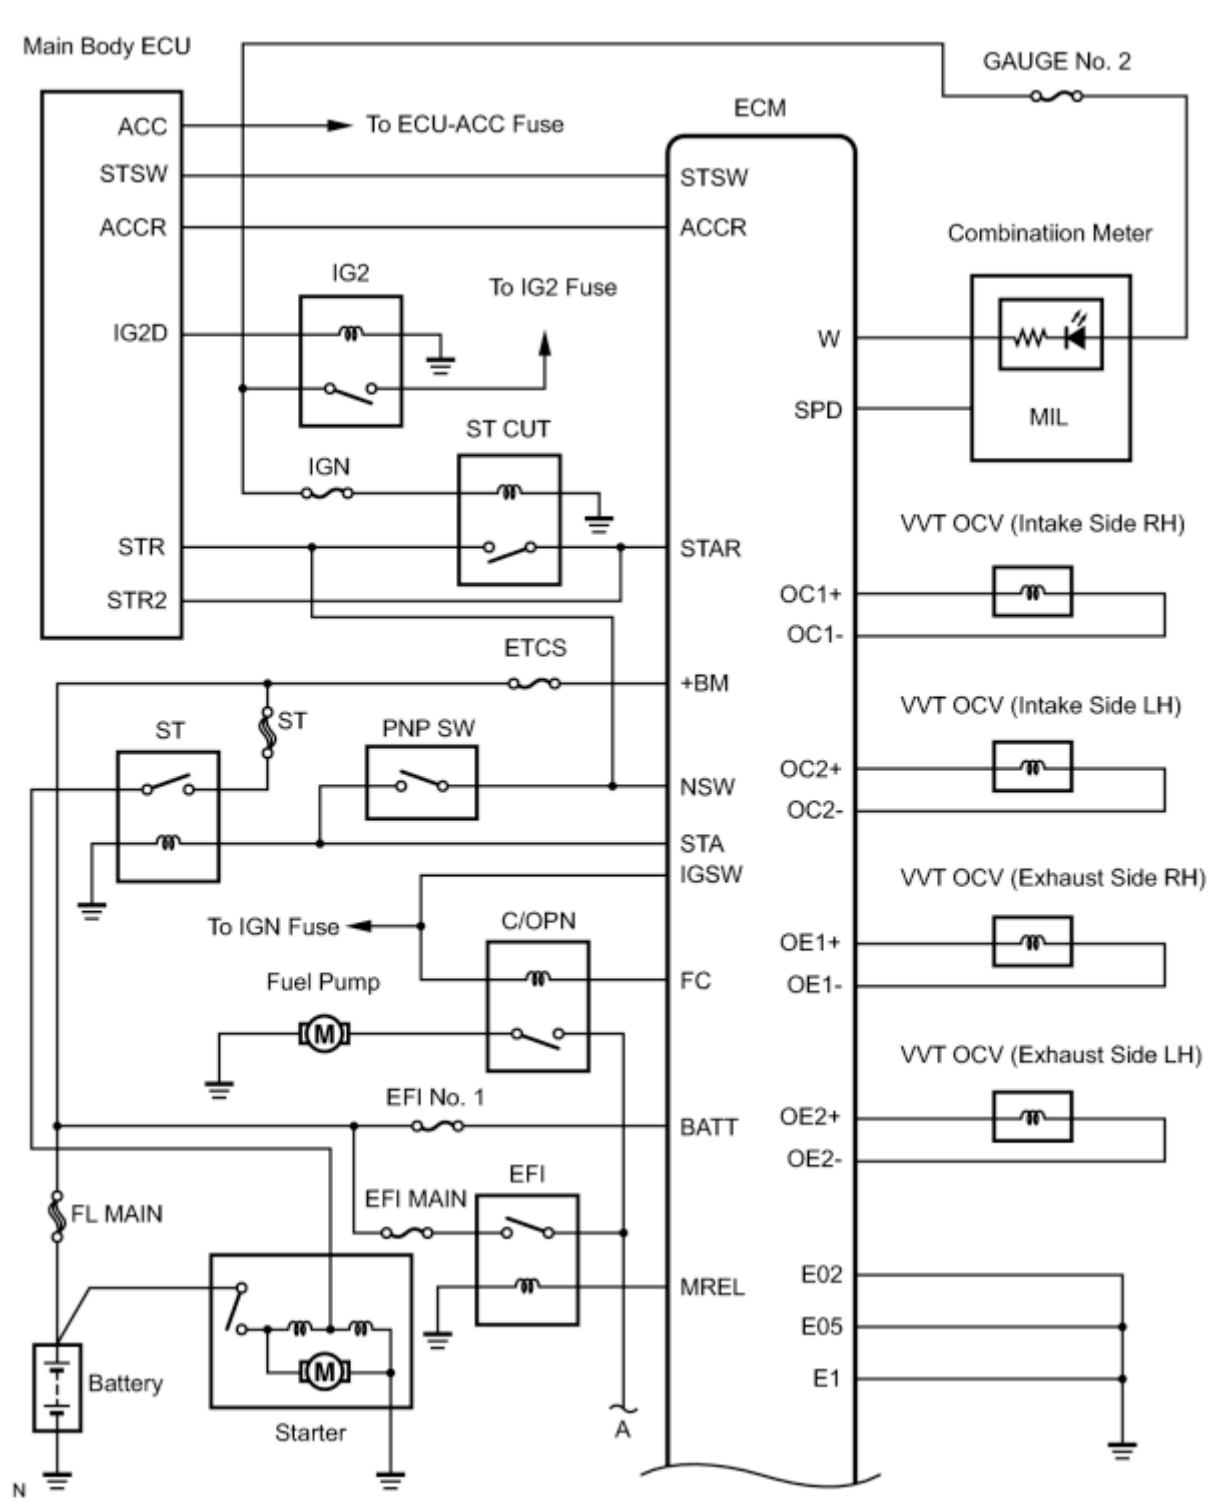 Main Body ECU
GAUGE No. 2
ECM
ACC
To ECU-ACC Fuse
STSW
STSW
ACCR
ACCR
Combinatiion Meter
IG2
To IG2 Fuse
IG2D
W
SPD
MIL
ST CUT
IGN
VVT OCV (Intake Side RH)
STR
STAR
OC1+
STR2
OC1-
ETCS
+BM
VVT OCV (Intake Side LH)
ST
ST
PNP SW
OC2+
NSW
OC2-
STA
IGSW
VVT OCV (Exhaust Side RH)
To IGN Fuse
C/OPN
OE1+
Fuel Pump
FC
OE1-
M
VVT OCV (Exhaust Side LH)
EFI No. 1
BATT
OE2+
OE2-
EFI
EFI MAIN
FL MAIN
MREL
E02
E05
M
Battery
E1
Starter
A
N